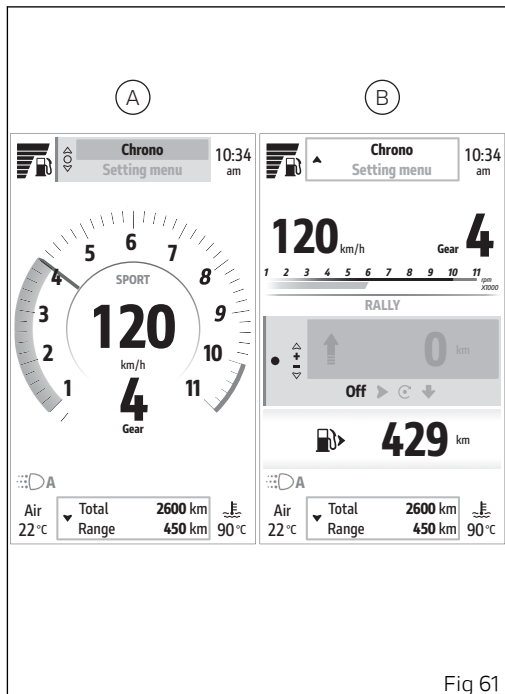 A
Chrono
Setting menu
10:34
am
1
2
3
4
5
6
7
8
9
10
11
SPORT
120
km/h
4
Gear
A
Air
22 °C
Total 2600 km
Range 450 km
90 °C
B
Chrono
Setting menu
10:34
am
120 km/h
Gear 4
1 2 3 4 5 6 7 8 9 10 11 rpm
X1000
RALLY
+
-
0 km
Off
429 km
A
Air
22 °C
Total 2600 km
Range 450 km
90 °C
Fig 61